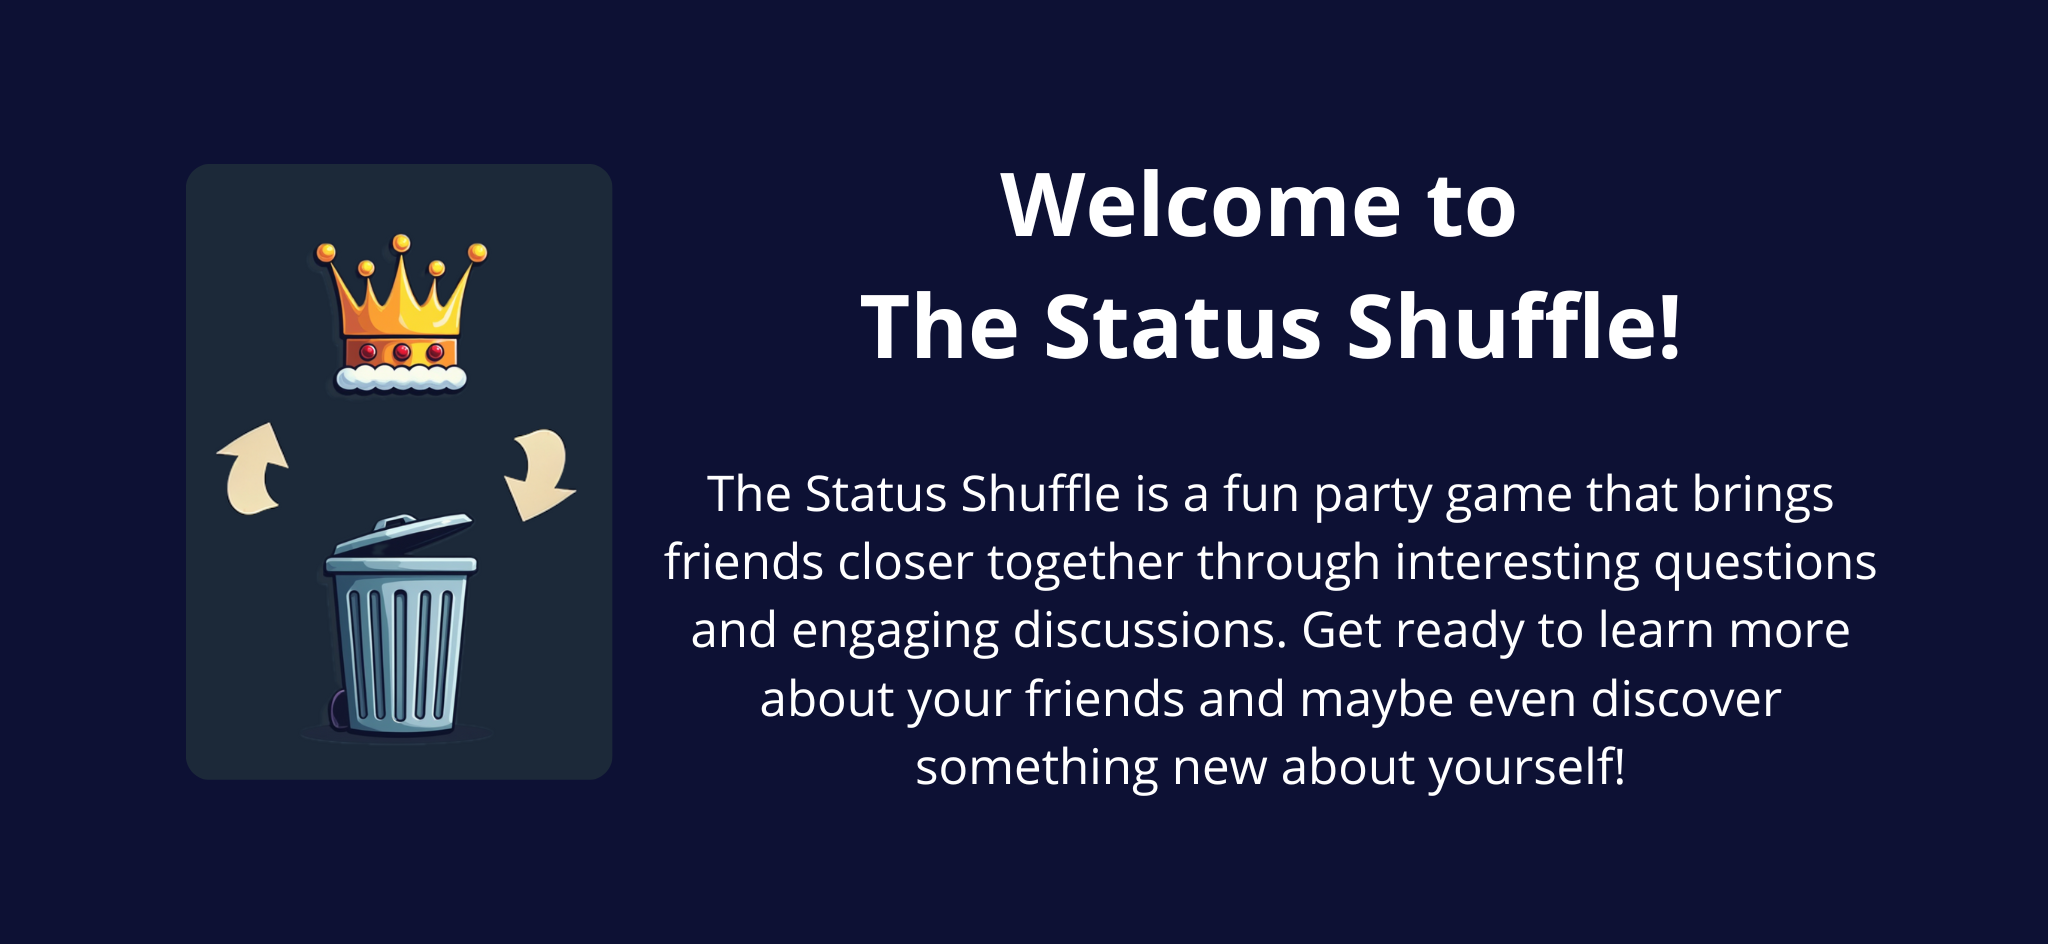 Welcome to
The Status Shuffle!
The Status Shuffle is a fun party game that brings
friends closer together through interesting questions
and engaging discussions. Get ready to learn more
about your friends and maybe even discover
something new about yourself!